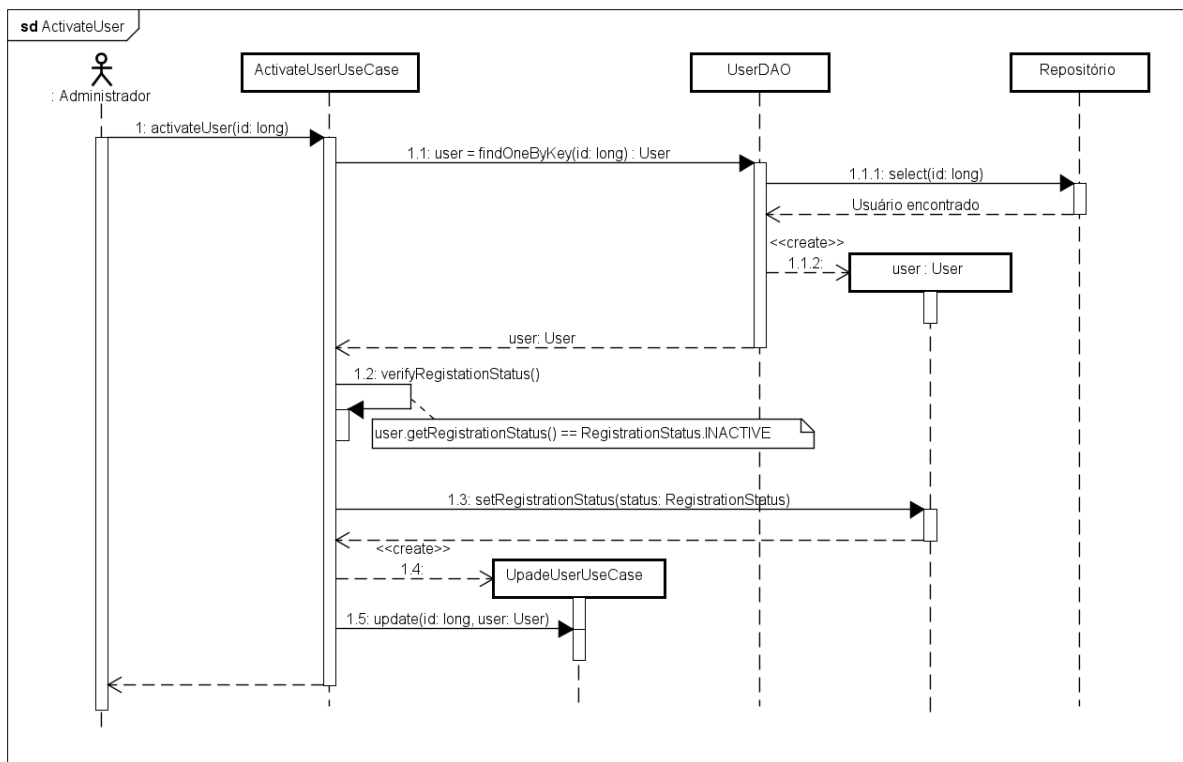 sd ActivateUser
: Administrador
ActivateUserUseCase
UserDAO
Repositório
1: activateUser(id: long)
1.1: user = findOneByKey(id: long) : User
1.1.1: select(id: long)
Usuário encontrado
<<create>>
1.1.2:
user : User
user: User
1.2: verifyRegistationStatus()
user.getRegistrationStatus() == RegistrationStatus.INACTIVE
1.3: setRegistrationStatus(status: RegistrationStatus)
<<create>>
1.4:
UpadeUserUseCase
1.5: update(id: long, user: User)